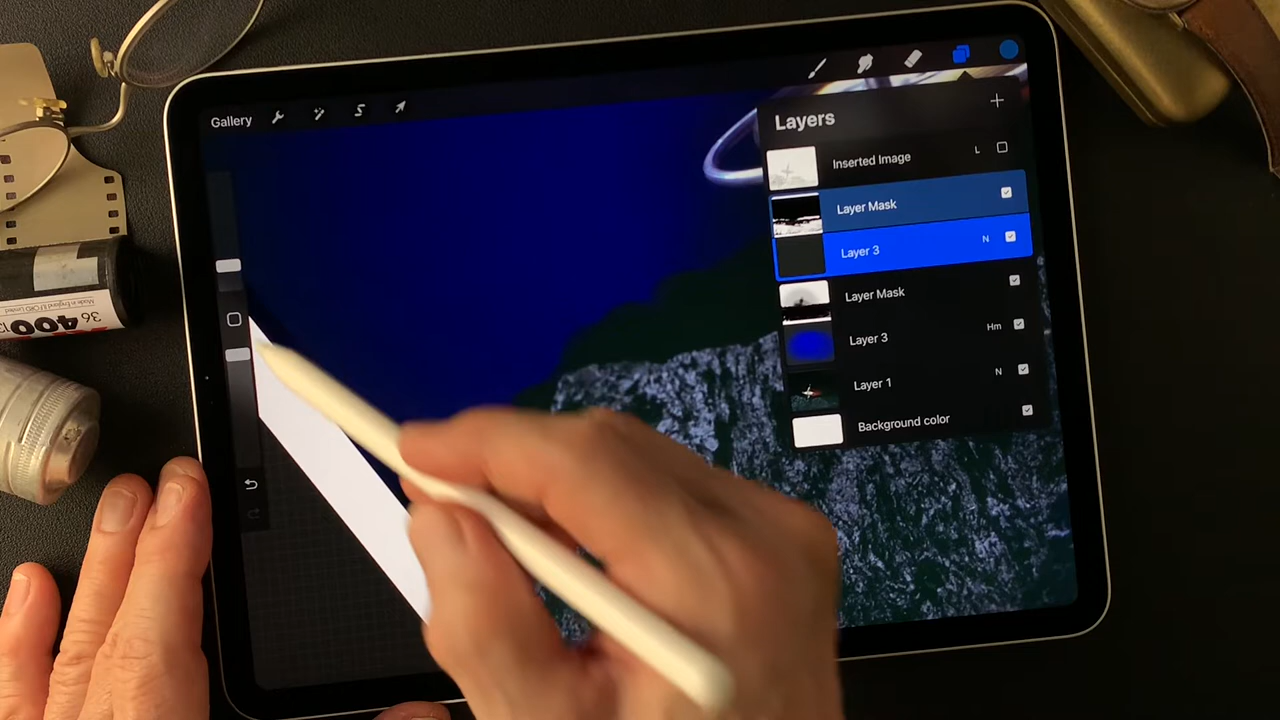 Gallery
Layers
Inserted Image L
Layer Mask
Layer 3 N
Layer Mask
Layer 3 Hm
Layer 1 N
Background color
36
400